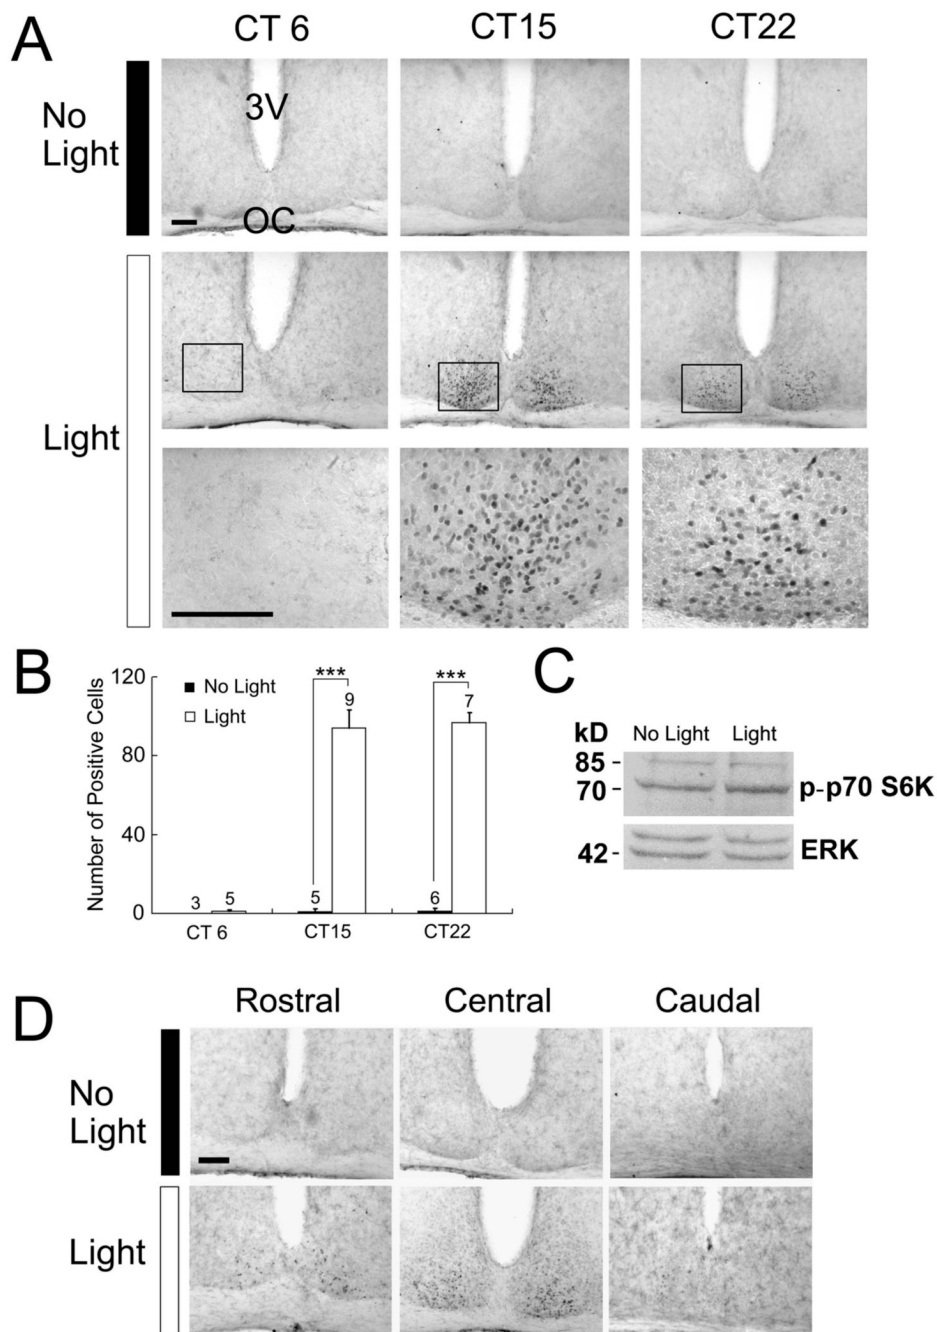 A
CT 6
CT15
CT22
No
Light
3V
OC
Light
B
Number of Positive Cells
120
80
40
0
No Light
Light
***
***
3
5
5
9
6
7
CT 6
CT15
CT22
C
kD
No Light
Light
85 -
70 -
p-p70 S6K
42 -
ERK
D
Rostral
Central
Caudal
No
Light
Light